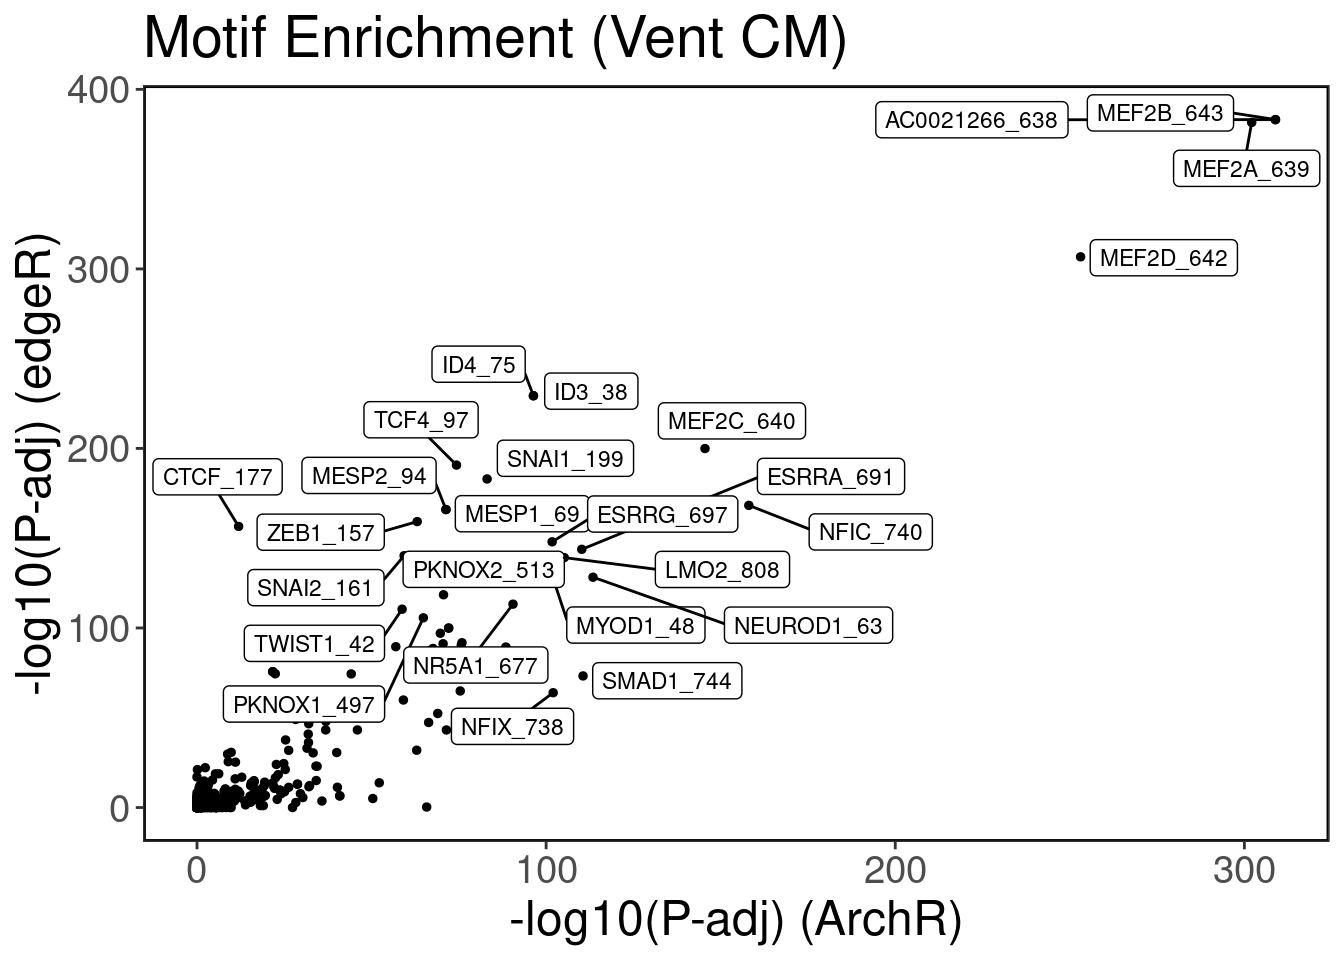 Motif Enrichment (Vent CM)
-log10(P-adj) (edgeR)
400
300
200
100
0
AC0021266_638
MEF2B_643
MEF2A_639
MEF2D_642
ID4_75
ID3_38
TCF4_97
MEF2C_640
SNAI1_199
CTCF_177
MESP2_94
ESRRA_691
MESP1_69
ESRRG_697
ZEB1_157
NFIC_740
PKNOX2_513
LMO2_808
SNAI2_161
MYOD1_48
NEUROD1_63
TWIST1_42
NR5A1_677
SMAD1_744
PKNOX1_497
NFIX_738
0
100
200
300
-log10(P-adj) (ArchR)